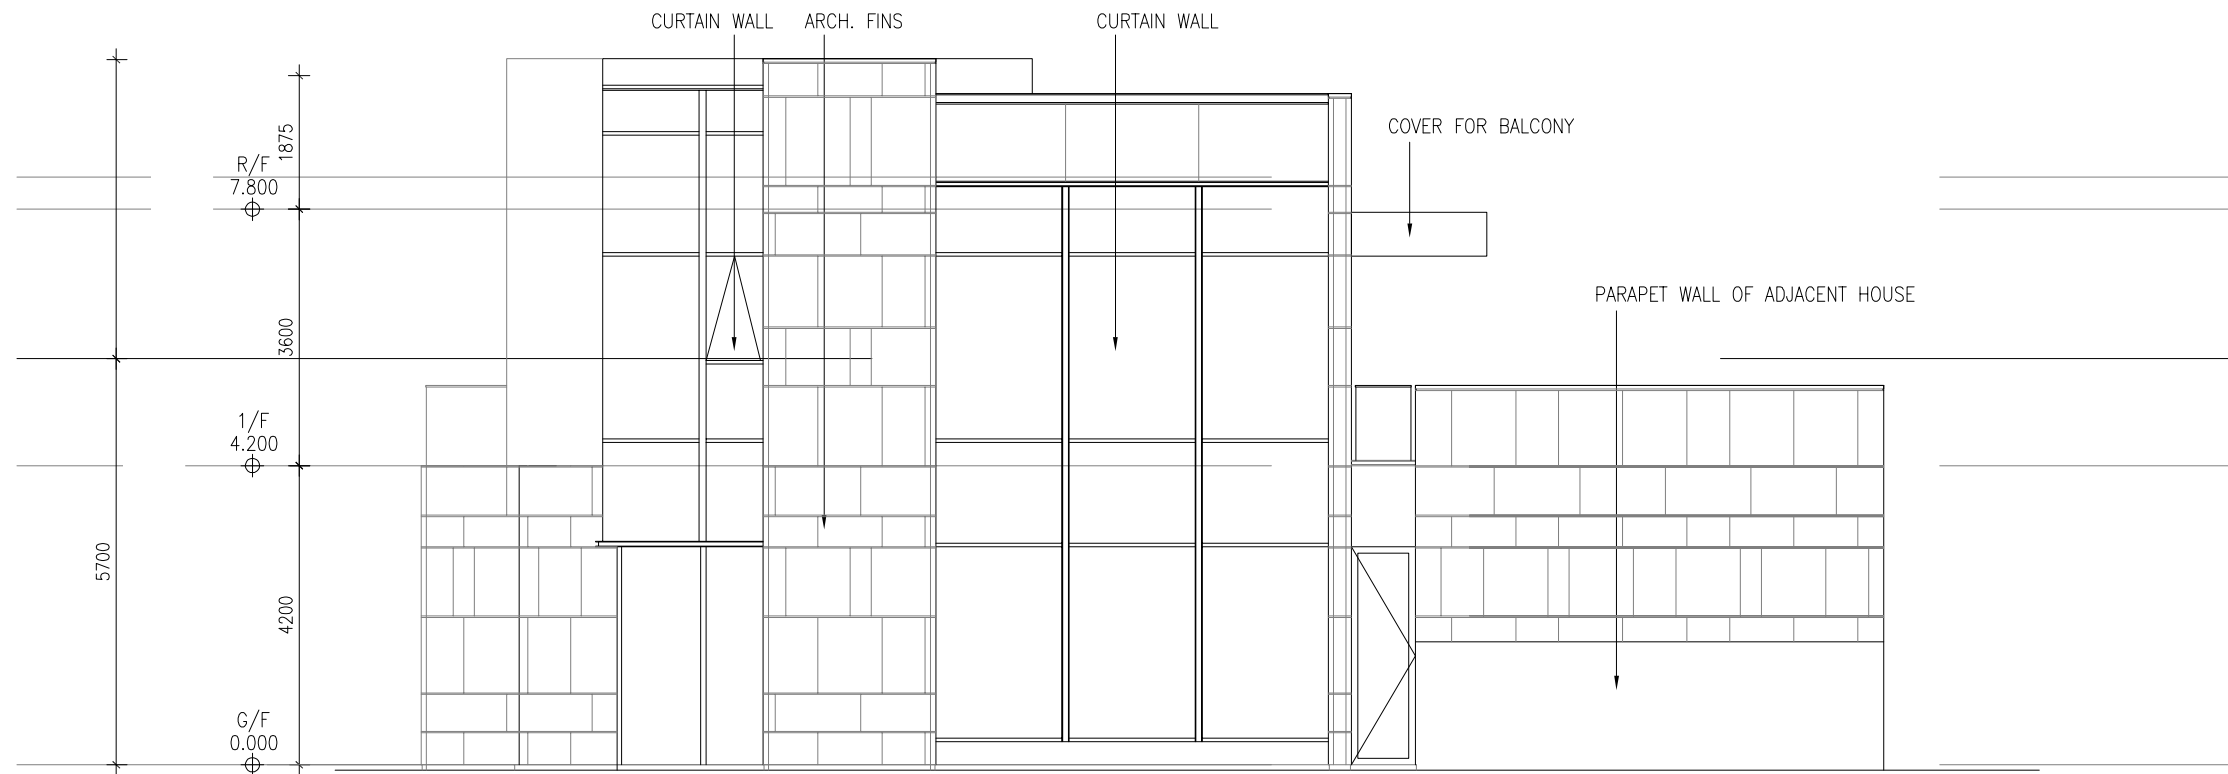 CURTAIN WALL
ARCH. FINS
CURTAIN WALL
COVER FOR BALCONY
1875
R/F
7.800
PARAPET WALL OF ADJACENT HOUSE
3600
1/F
4.200
5700
4200
G/F
0.000